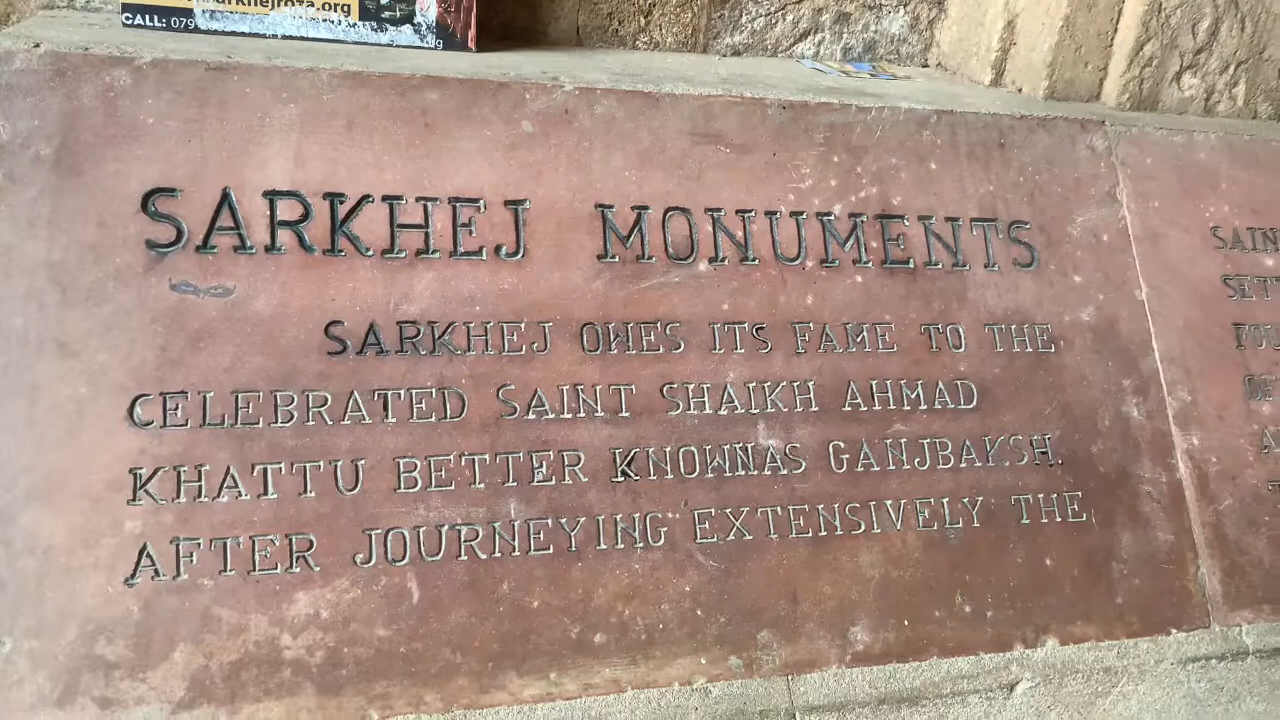 arkhejroza.org
CALL: 079
SARKHEJ MONUMENTS
SARKHEJ OWES ITS FAME TO THE
CELEBRATED SAINT SHAIKH AHMAD
KHATTU BETTER KNOWNAS GANJBAKSH.
AFTER JOURNEYING EXTENSIVELY THE